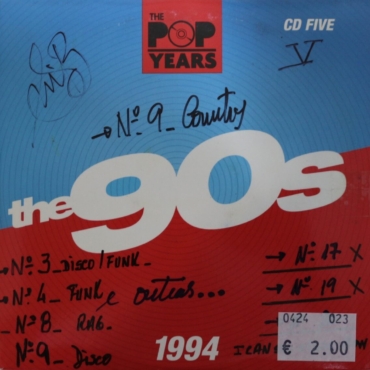 THE
POP
YEARS
CD FIVE
V
→ Nº 9_ Country
the 90s
→ Nº 3_ DISCO/FUNK_
→ Nº 17 X
→ Nº 4_ FUNK e outras...
→ Nº 19 X
_ Nº 8_ R&B_
0424 023
€ 2.00
Nº 9_ Disco
1994